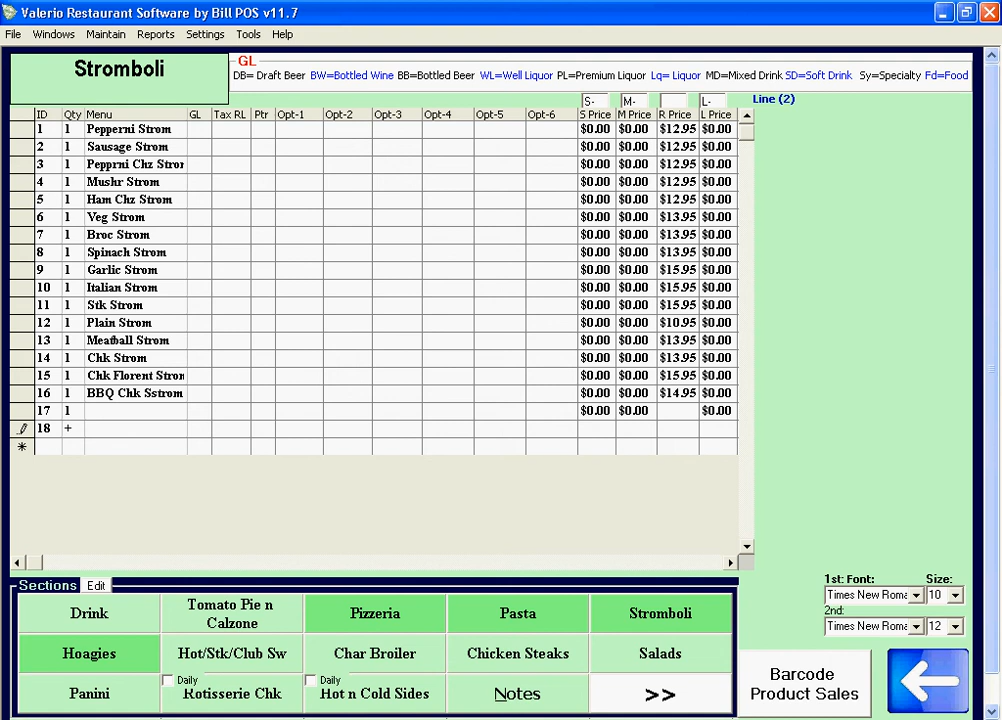 Valerio Restaurant Software by Bill POS v11.7
File Windows Maintain Reports Settings Tools Help
Stromboli
GL
DB= Draft Beer BW=Bottled Wine BB=Bottled Beer WL=Well Liquor PL=Premium Liquor Lq= Liquor MD=Mixed Drink SD=Soft Drink Sy=Specialty Fd=Food
S- M- L- Line (2)
ID Qty Menu GL Tax RL Ptr Opt-1 Opt-2 Opt-3 Opt-4 Opt-5 Opt-6 S Price M Price R Price L Price
1 1 Pepperni Strom $0.00 $0.00 $12.95 $0.00
2 1 Sausage Strom $0.00 $0.00 $12.95 $0.00
3 1 Pepprni Chz Stror $0.00 $0.00 $12.95 $0.00
4 1 Mushr Strom $0.00 $0.00 $12.95 $0.00
5 1 Ham Chz Strom $0.00 $0.00 $12.95 $0.00
6 1 Veg Strom $0.00 $0.00 $13.95 $0.00
7 1 Broc Strom $0.00 $0.00 $13.95 $0.00
8 1 Spinach Strom $0.00 $0.00 $13.95 $0.00
9 1 Garlic Strom $0.00 $0.00 $15.95 $0.00
10 1 Italian Strom $0.00 $0.00 $15.95 $0.00
11 1 Stk Strom $0.00 $0.00 $15.95 $0.00
12 1 Plain Strom $0.00 $0.00 $10.95 $0.00
13 1 Meatball Strom $0.00 $0.00 $13.95 $0.00
14 1 Chk Strom $0.00 $0.00 $13.95 $0.00
15 1 Chk Florent Stron $0.00 $0.00 $15.95 $0.00
16 1 BBQ Chk Sstrom $0.00 $0.00 $14.95 $0.00
17 1 $0.00 $0.00 $0.00
18 +
Sections Edit
1st: Font: Size:
Times New Roma 10
2nd:
Times New Roma 12
Drink
Tomato Pie n
Calzone
Pizzeria
Pasta
Stromboli
Hoagies
Hot/Stk/Club Sw
Char Broiler
Chicken Steaks
Salads
Panini
Daily
Rotisserie Chk
Daily
Hot n Cold Sides
Notes
>>
Barcode
Product Sales